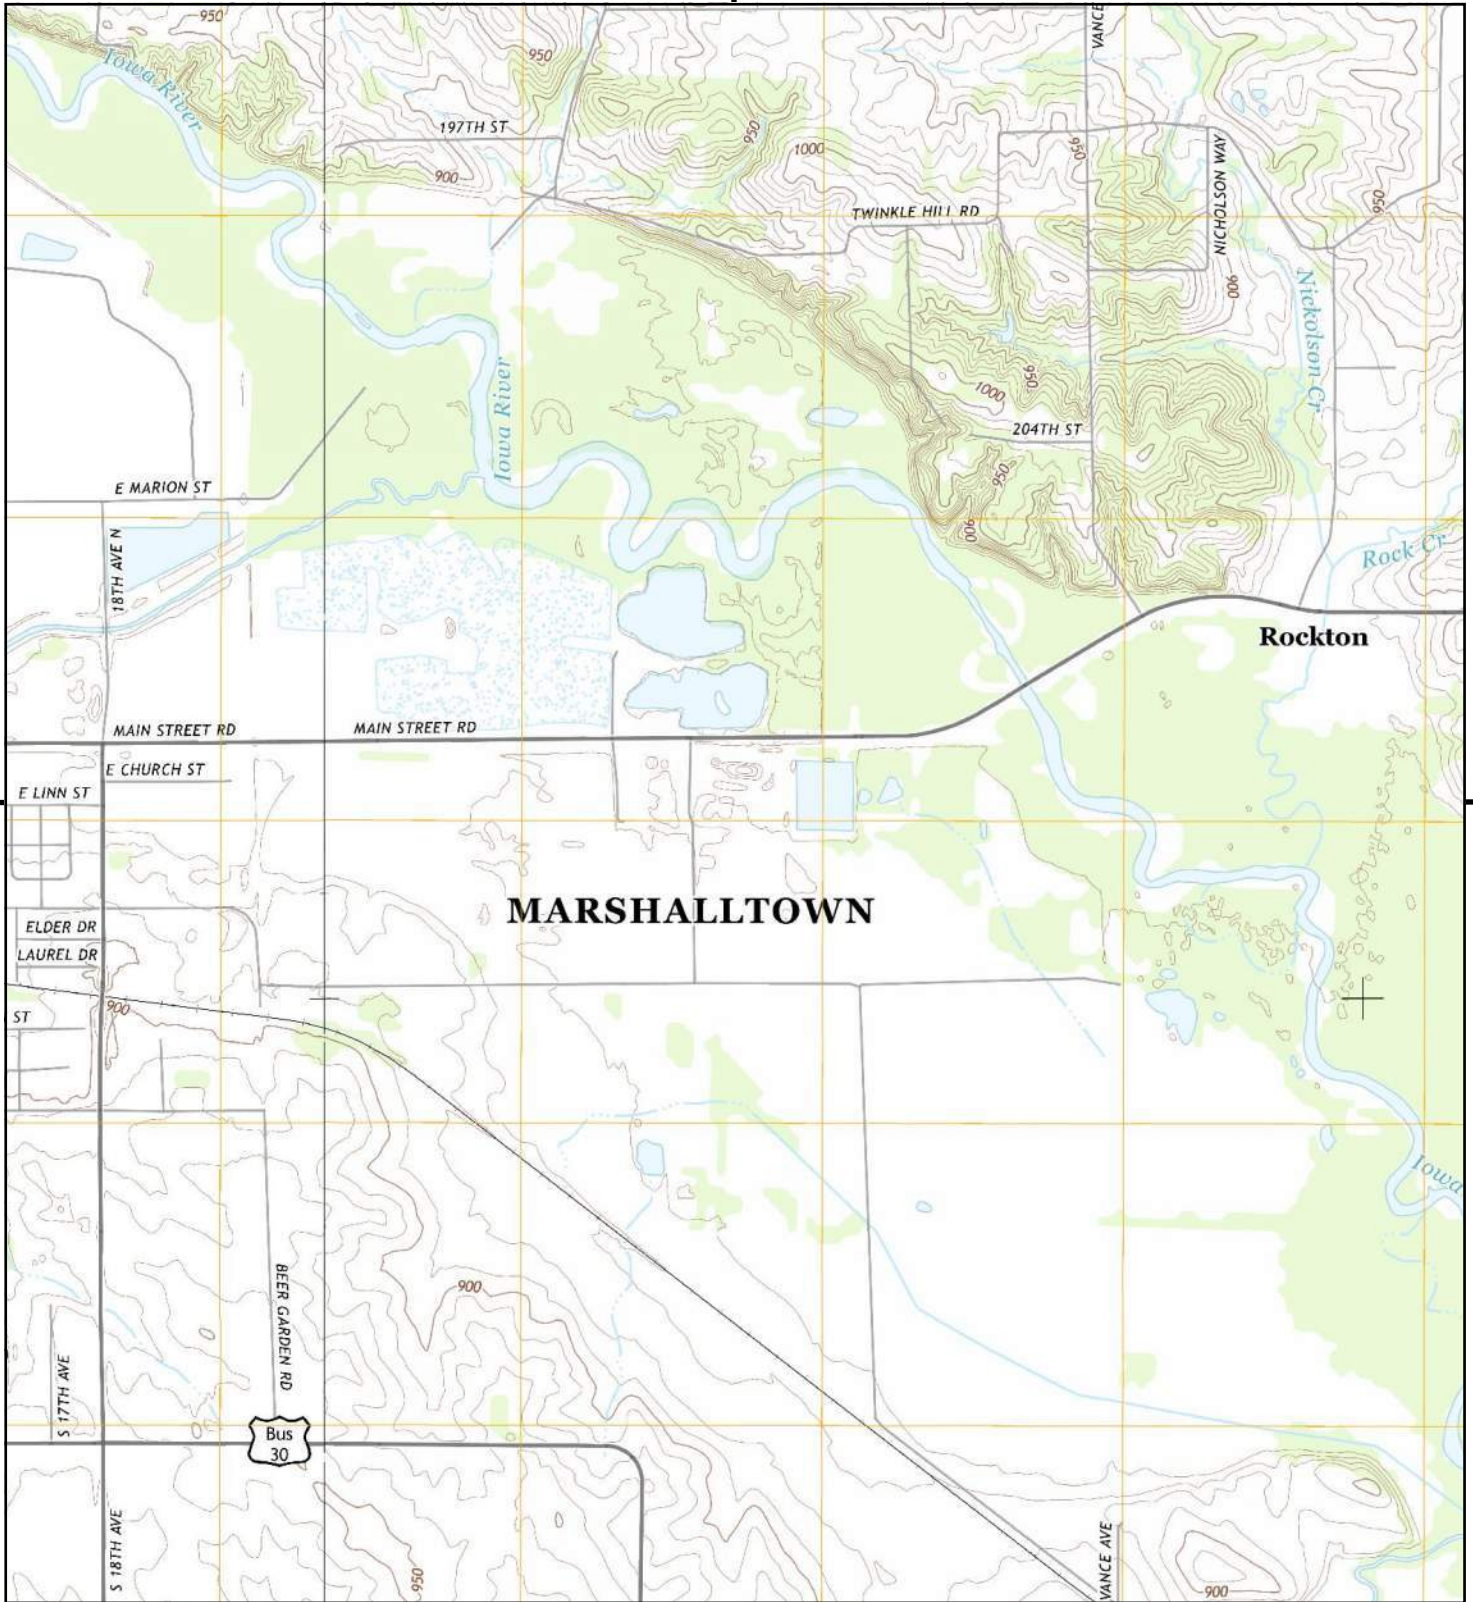 950
VANCE
Iowa River
950
197TH ST
950
1000
950
NICHOLSON WAY
900
950
TWINKLE HILL RD
900
Nickolson Cr
Iowa River
950
1000
204TH ST
950
E MARION ST
900
18TH AVE N
Rock Cr
Rockton
MAIN STREET RD
MAIN STREET RD
E CHURCH ST
E LINN ST
MARSHALLTOWN
ELDER DR
LAUREL DR
900
ST
Iowa
900
BEER GARDEN RD
S 17TH AVE
Bus
30
S 18TH AVE
950
VANCE AVE
900